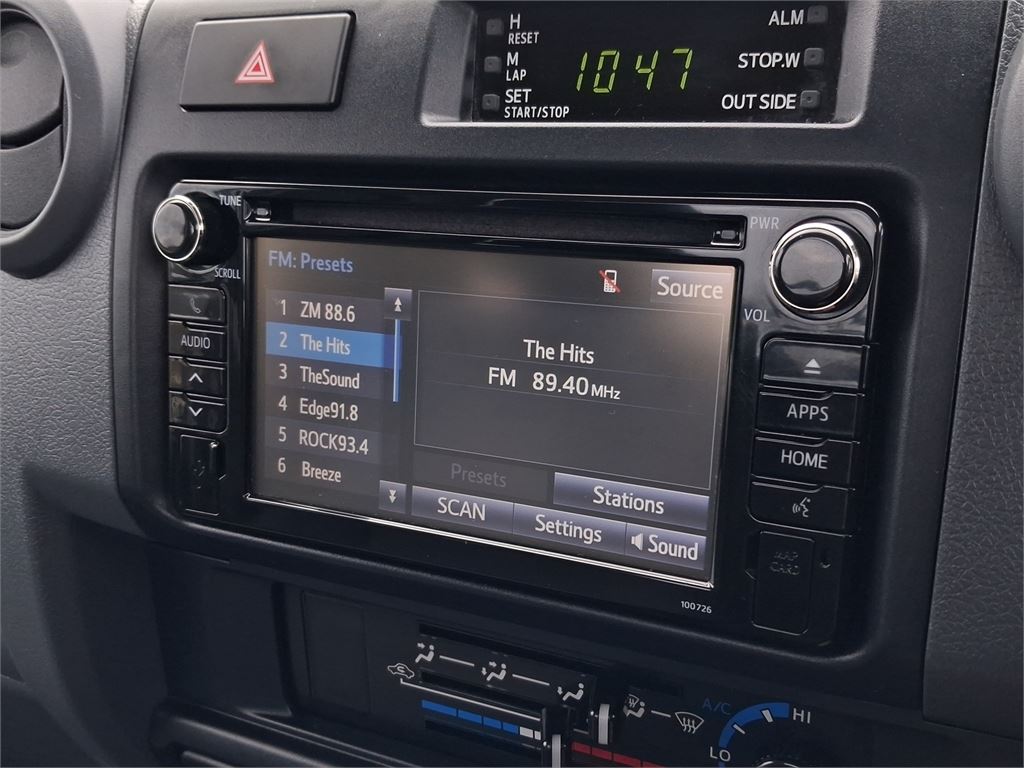 H
RESET
M
LAP
SET
START/STOP
1047
ALM
STOP.W
OUT SIDE
TUNE
SCROLL
AUDIO
PWR
VOL
FM: Presets
Source
1 ZM 88.6
2 The Hits
3 TheSound
4 Edge91.8
5 ROCK93.4
6 Breeze
The Hits
FM 89.40 MHz
Presets
Stations
SCAN
Settings
Sound
APPS
HOME
MAP
CARD
100726
A/C
LO
HI